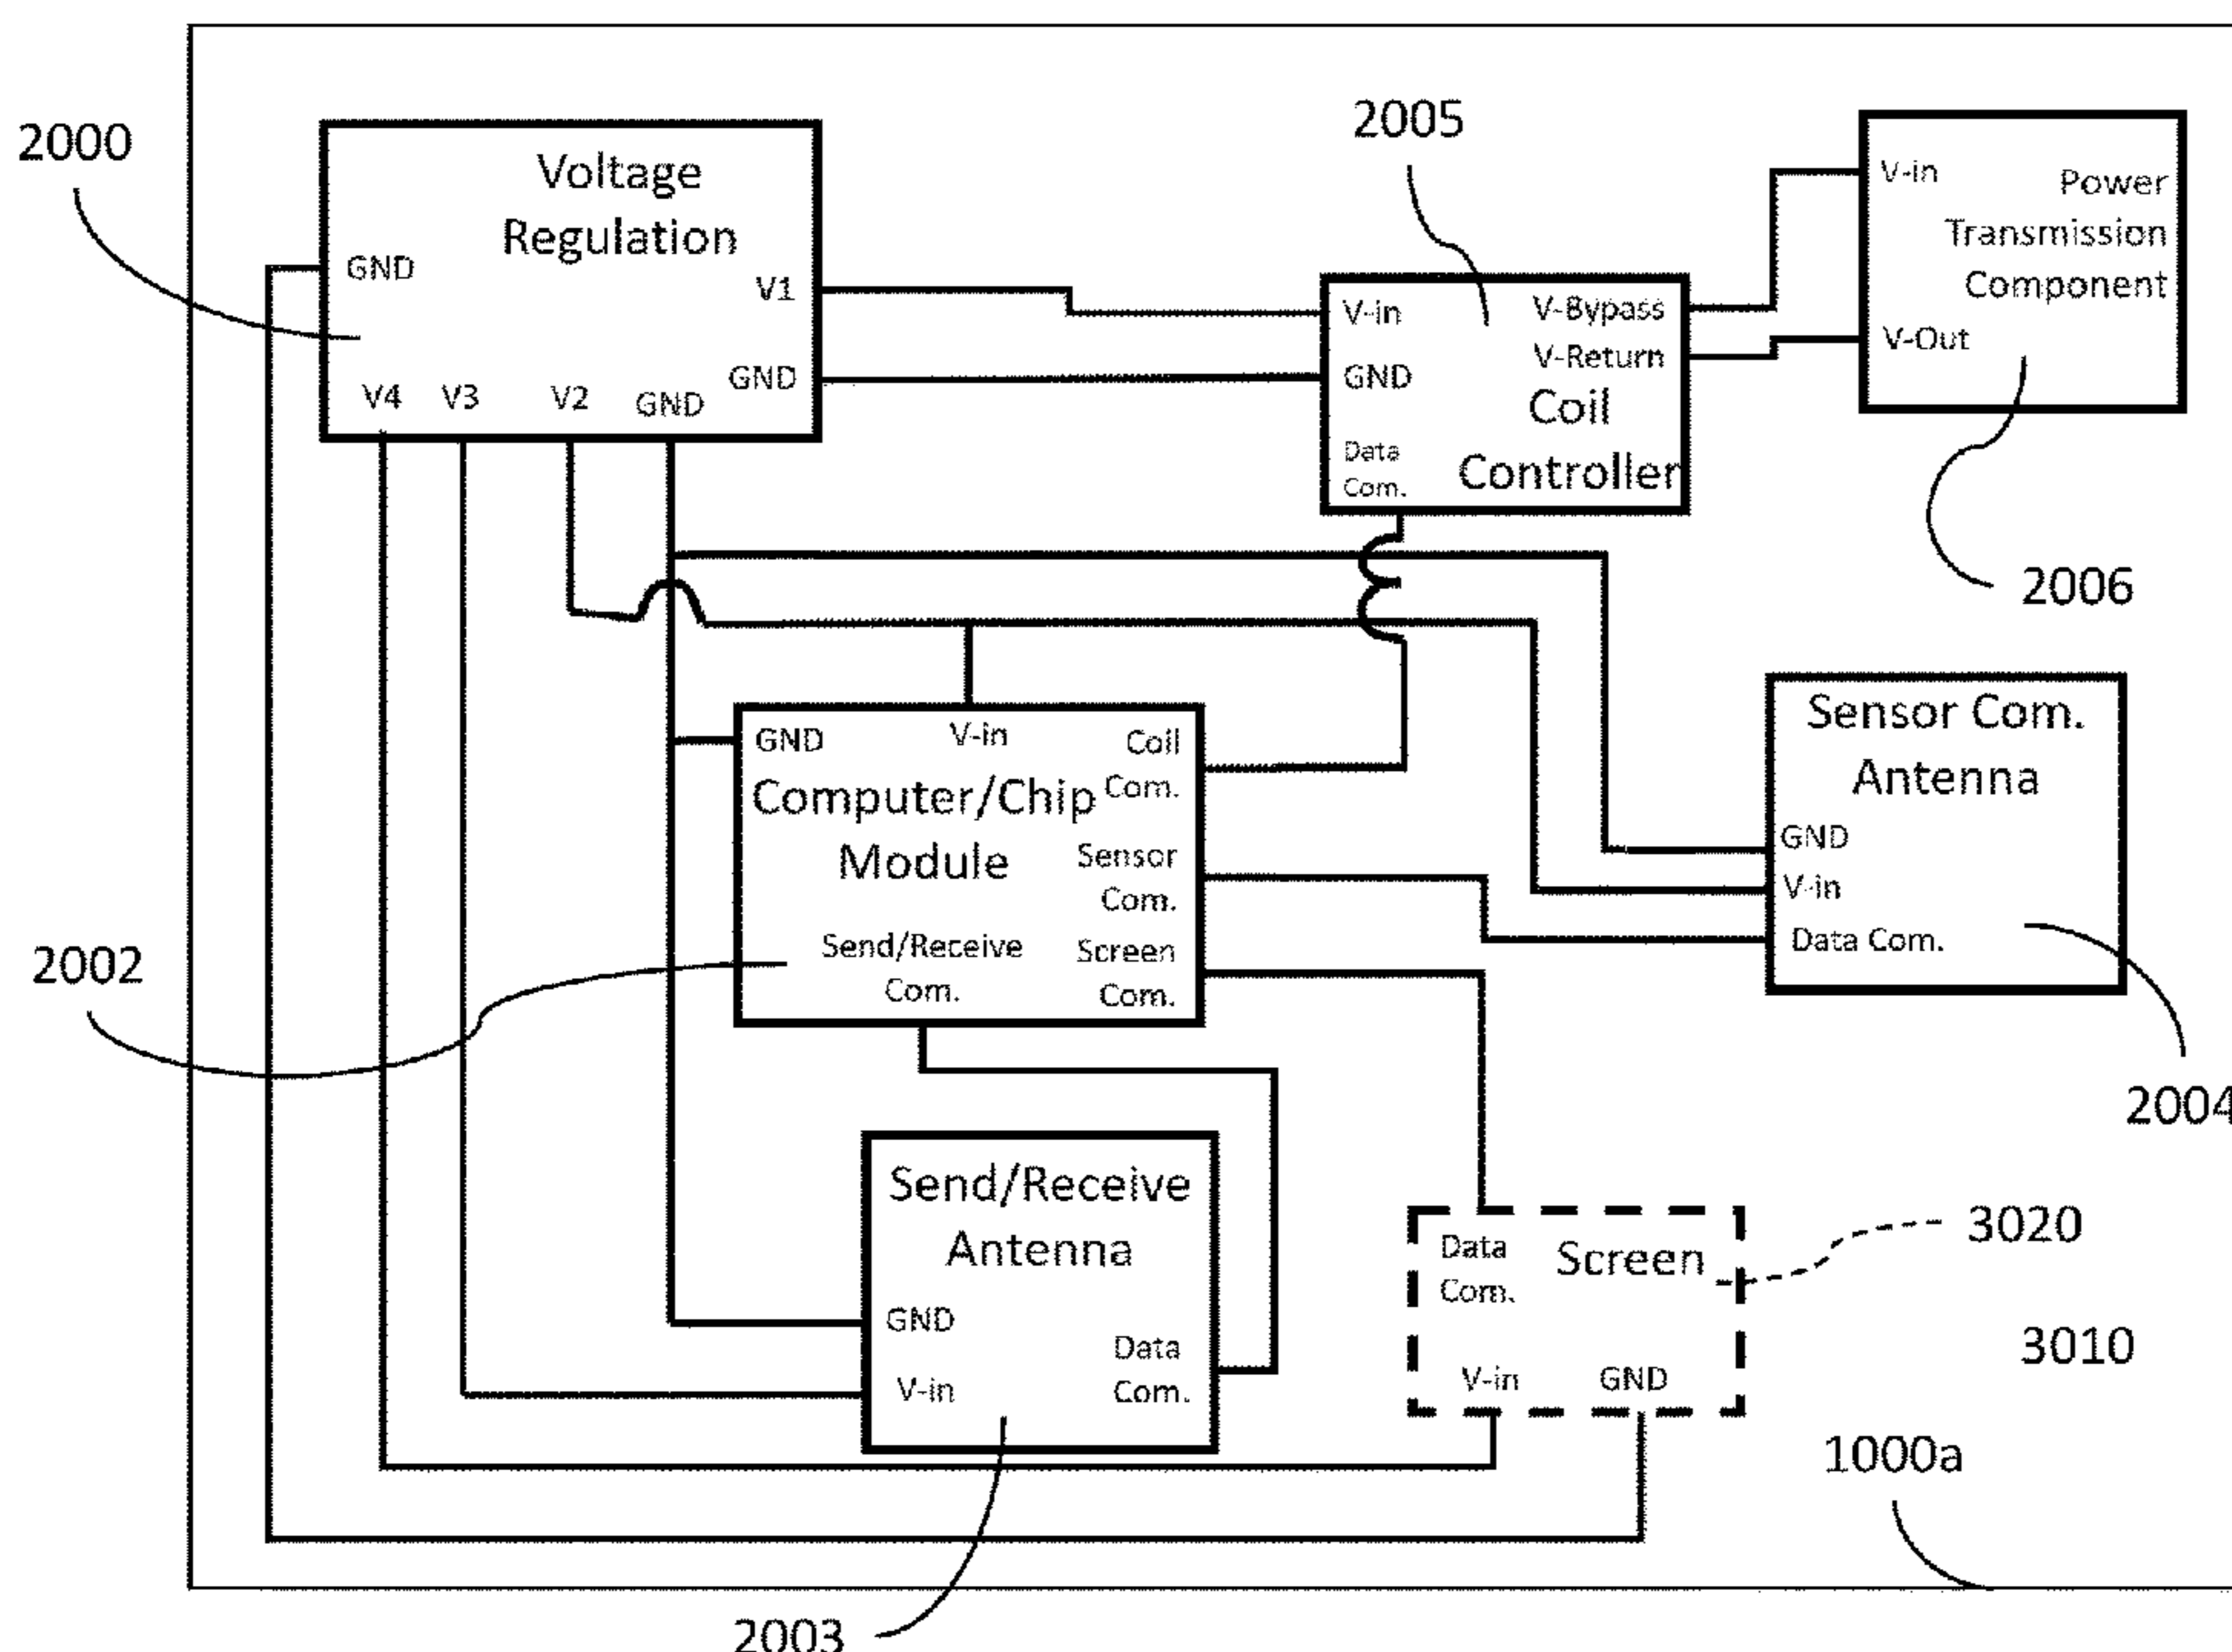 2000
Voltage
Regulation
GND
V1
GND
V4
V3
V2
GND
2005
V-in
V-Bypass
V-Return
GND
Coil
Controller
Data
Com.
V-in
Power
Transmission
Component
V-Out
2006
GND
V-in
Coil
Com.
Computer/Chip
Module
Sensor
Com.
Send/Receive
Com.
Screen
Com.
2002
Sensor Com.
Antenna
GND
V-in
Data Com.
2004
Send/Receive
Antenna
GND
V-in
Data
Com.
2003
Data
Com.
Screen
V-in
GND
3020
3010
1000a